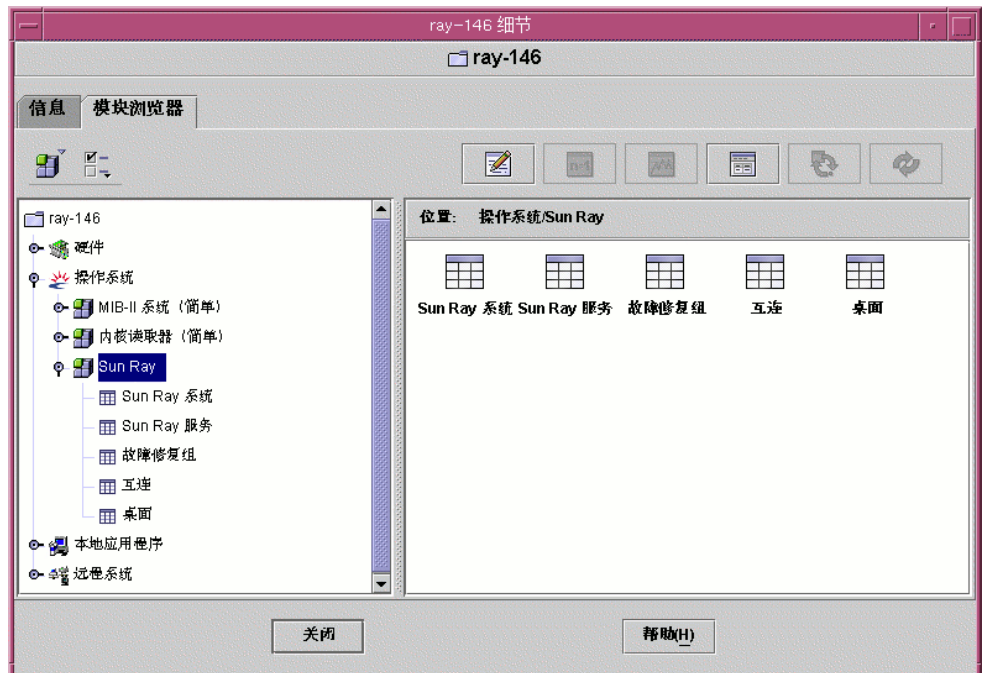 ray-146 细节
ray-146
信息 模块浏览器
n-1
ray-146
硬件
操作系统
MIB-II 系统 (简单)
内核读取器 (简单)
Sun Ray
Sun Ray 系统
Sun Ray 服务
故障修复组
互连
桌面
本地应用程序
远程系统
位置: 操作系统/Sun Ray
Sun Ray 系统 Sun Ray 服务 故障修复组 互连 桌面
关闭 帮助(H)